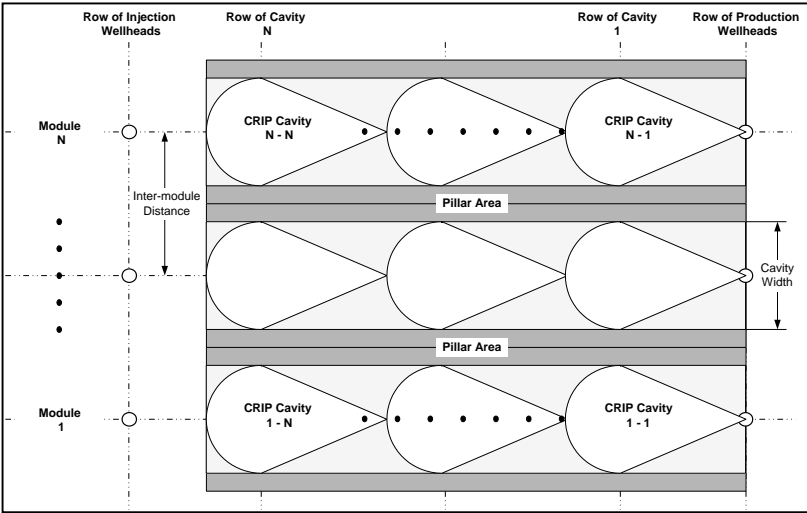 Row of Injection
Wellheads
Row of Cavity
N
Row of Cavity
1
Row of Production
Wellheads
Module
N
CRIP Cavity
N - N
CRIP Cavity
N - 1
Inter-module
Distance
Pillar Area
Cavity
Width
Pillar Area
Module
1
CRIP Cavity
1 - N
CRIP Cavity
1 - 1